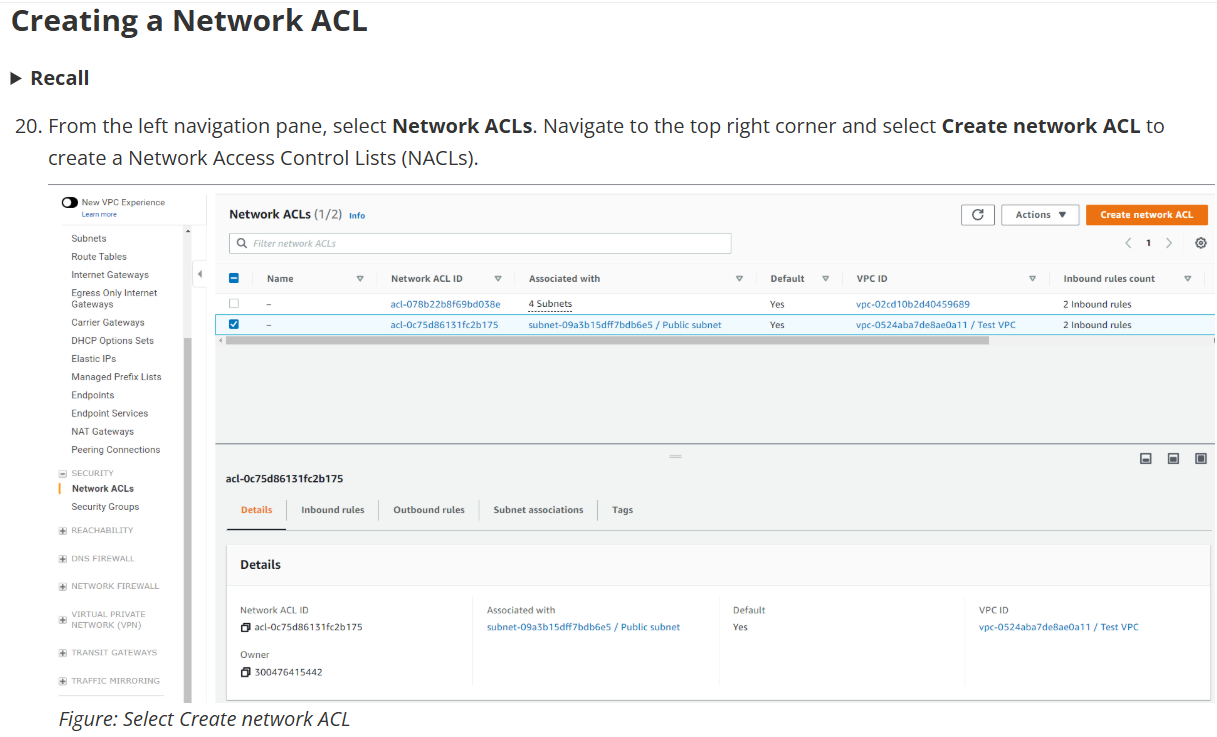 Creating a Network ACL
Recall
20. From the left navigation pane, select Network ACLs. Navigate to the top right corner and select Create network ACL to
create a Network Access Control Lists (NACLs).
New VPC Experience
Learn more
Subnets
Route Tables
Internet Gateways
Egress Only Internet
Gateways
Carrier Gateways
DHCP Options Sets
Elastic IPs
Managed Prefix Lists
Endpoints
Endpoint Services
NAT Gateways
Peering Connections
SECURITY
Network ACLs
Security Groups
REACHABILITY
DNS FIREWALL
NETWORK FIREWALL
VIRTUAL PRIVATE
NETWORK (VPN)
TRANSIT GATEWAYS
TRAFFIC MIRRORING
Network ACLs (1/2) Info
Actions
Create network ACL
Filter network ACLs
1
Name Network ACL ID Associated with Default VPC ID Inbound rules count
– acl-078b22b8f69bd038e 4 Subnets Yes vpc-02cd10b2d40459689 2 Inbound rules
– acl-0c75d86131fc2b175 subnet-09a3b15dff7bdb6e5 / Public subnet Yes vpc-0524aba7de8ae0a11 / Test VPC 2 Inbound rules
acl-0c75d86131fc2b175
Details Inbound rules Outbound rules Subnet associations Tags
Details
Network ACL ID Associated with Default VPC ID
acl-0c75d86131fc2b175 subnet-09a3b15dff7bdb6e5 / Public subnet Yes vpc-0524aba7de8ae0a11 / Test VPC
Owner
300476415442
Figure: Select Create network ACL